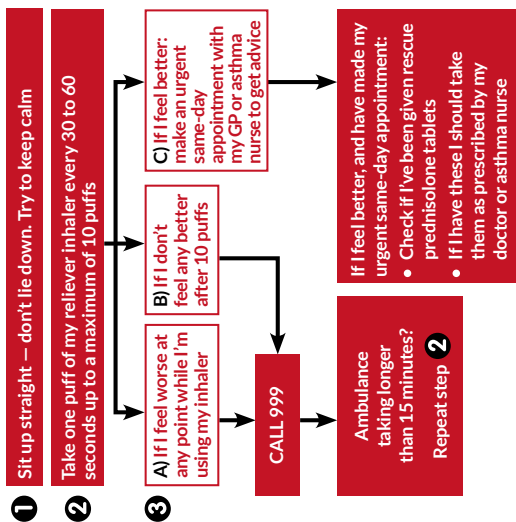 1 Sit up straight — don't lie down. Try to keep calm
2 Take one puff of my reliever inhaler every 30 to 60
seconds up to a maximum of 10 puffs
3
A) If I feel worse at
any point while I'm
using my inhaler
B) If I don't
feel any better
after 10 puffs
C) If I feel better:
make an urgent
same-day
appointment with
my GP or asthma
nurse to get advice
CALL 999
Ambulance
taking longer
than 15 minutes?
Repeat step 2
If I feel better, and have made my
urgent same-day appointment:
• Check if I've been given rescue
prednisolone tablets
• If I have these I should take
them as prescribed by my
doctor or asthma nurse